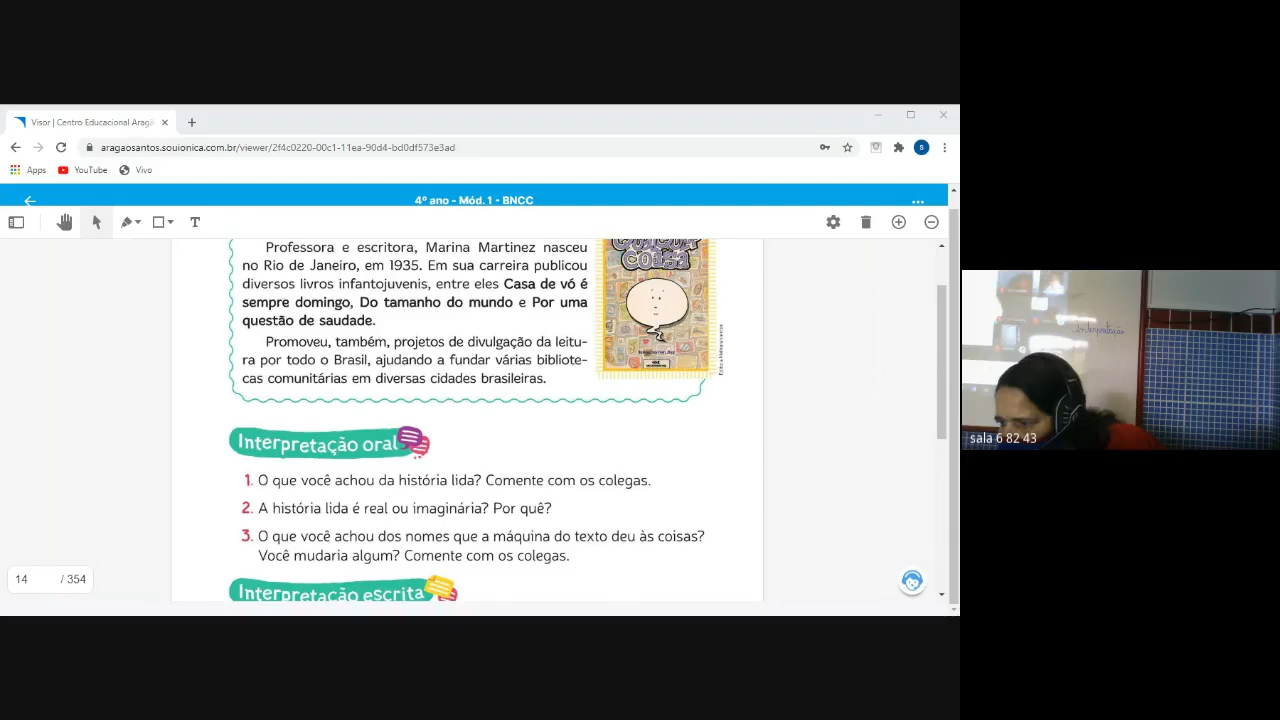 Visor | Centro Educacional Aragã
aragaosantos.souionica.com.br/viewer/2f4c0220-00c1-11ea-90d4-bd0df573e3ad
S
Apps YouTube Vivo
4º ano - Mód. 1 - BNCC
T
Professora e escritora, Marina Martinez nasceu
no Rio de Janeiro, em 1935. Em sua carreira publicou
diversos livros infantojuvenis, entre eles Casa de vó é
sempre domingo, Do tamanho do mundo e Por uma
questão de saudade.
Promoveu, também, projetos de divulgação da leitu-
ra por todo o Brasil, ajudando a fundar várias bibliote-
cas comunitárias em diversas cidades brasileiras.
coisa
Interpretação oral
1. O que você achou da história lida? Comente com os colegas.
2. A história lida é real ou imaginária? Por quê?
3. O que você achou dos nomes que a máquina do texto deu às coisas?
Você mudaria algum? Comente com os colegas.
Interpretação escrita
14 / 354
Interpretação
sala 6 82 43